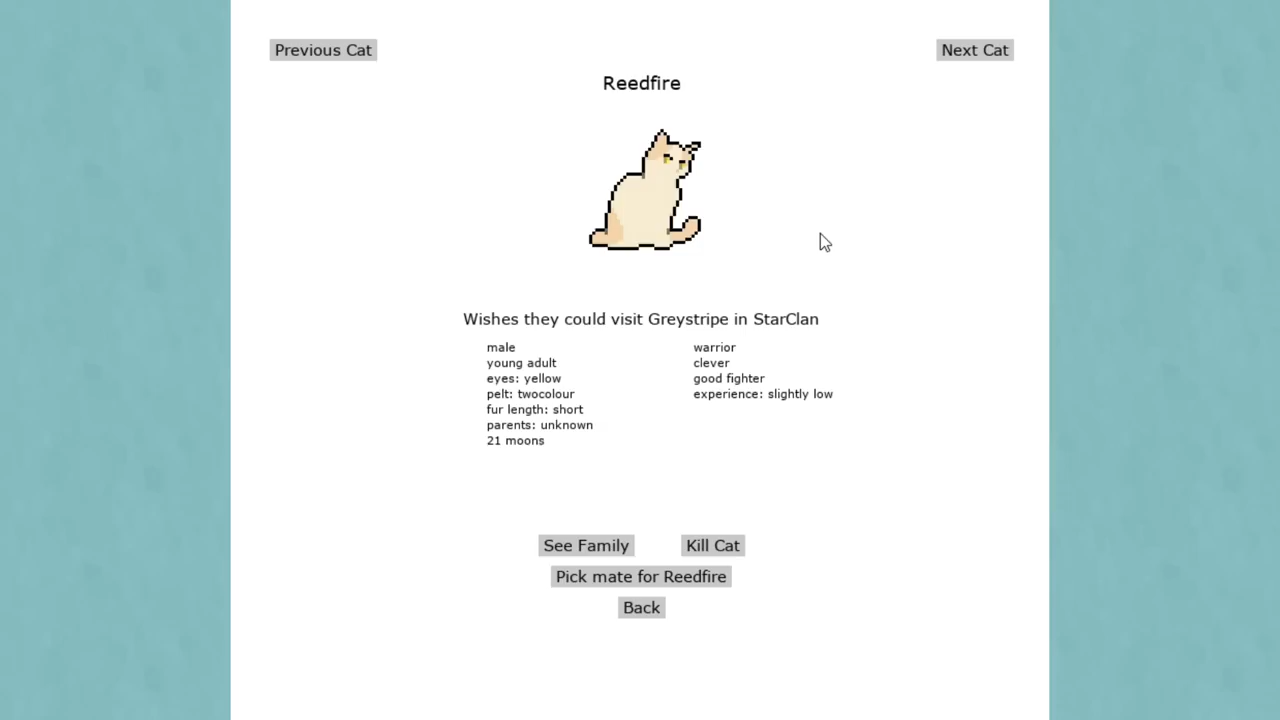 Previous Cat
Next Cat
Reedfire
Wishes they could visit Greystripe in StarClan
male
young adult
eyes: yellow
pelt: twocolour
fur length: short
parents: unknown
21 moons
warrior
clever
good fighter
experience: slightly low
See Family
Kill Cat
Pick mate for Reedfire
Back